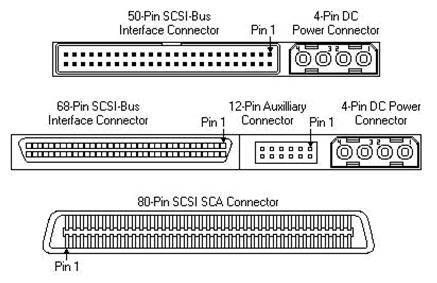 50-Pin SCSI-Bus
Interface Connector
Pin 1
4-Pin DC
Power Connector
4 3 2 1
68-Pin SCSI-Bus
Interface Connector
Pin 1
12-Pin Auxilliary
Connector
Pin 1
4-Pin DC Power
Connector
4 3 2 1
80-Pin SCSI SCA Connector
Pin 1